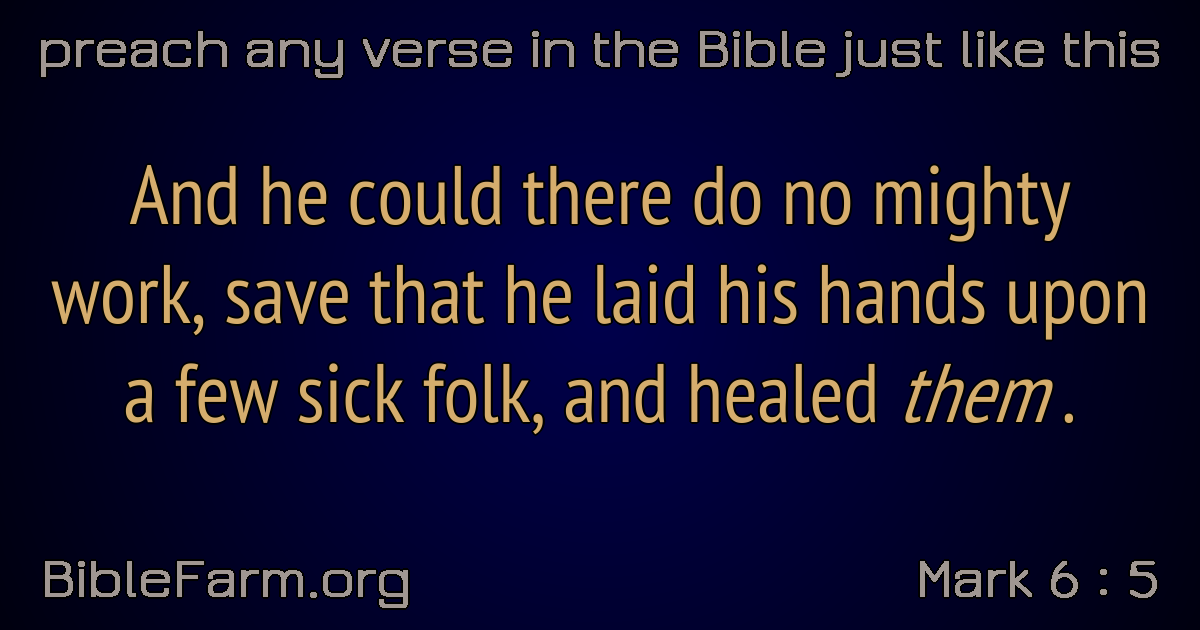 preach any verse in the Bible just like this
And he could there do no mighty
work, save that he laid his hands upon
a few sick folk, and healed them .
BibleFarm.org
Mark 6 : 5